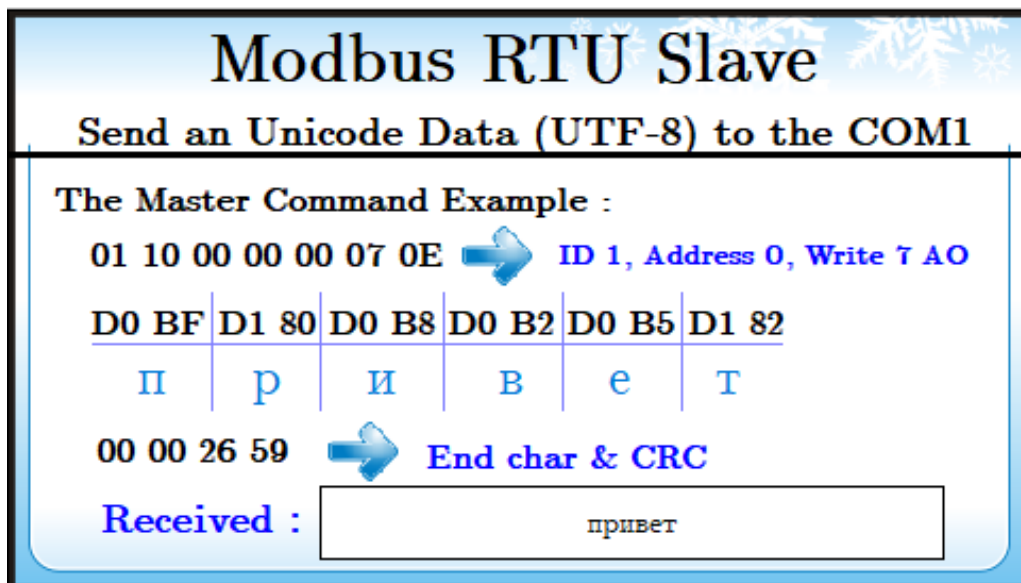 Modbus RTU Slave
Send an Unicode Data (UTF-8) to the COM1
The Master Command Example :
01 10 00 00 00 07 0E ID 1, Address 0, Write 7 AO
D0 BF D1 80 D0 B8 D0 B2 D0 B5 D1 82
п р и в е т
00 00 26 59 End char & CRC
Received : привет